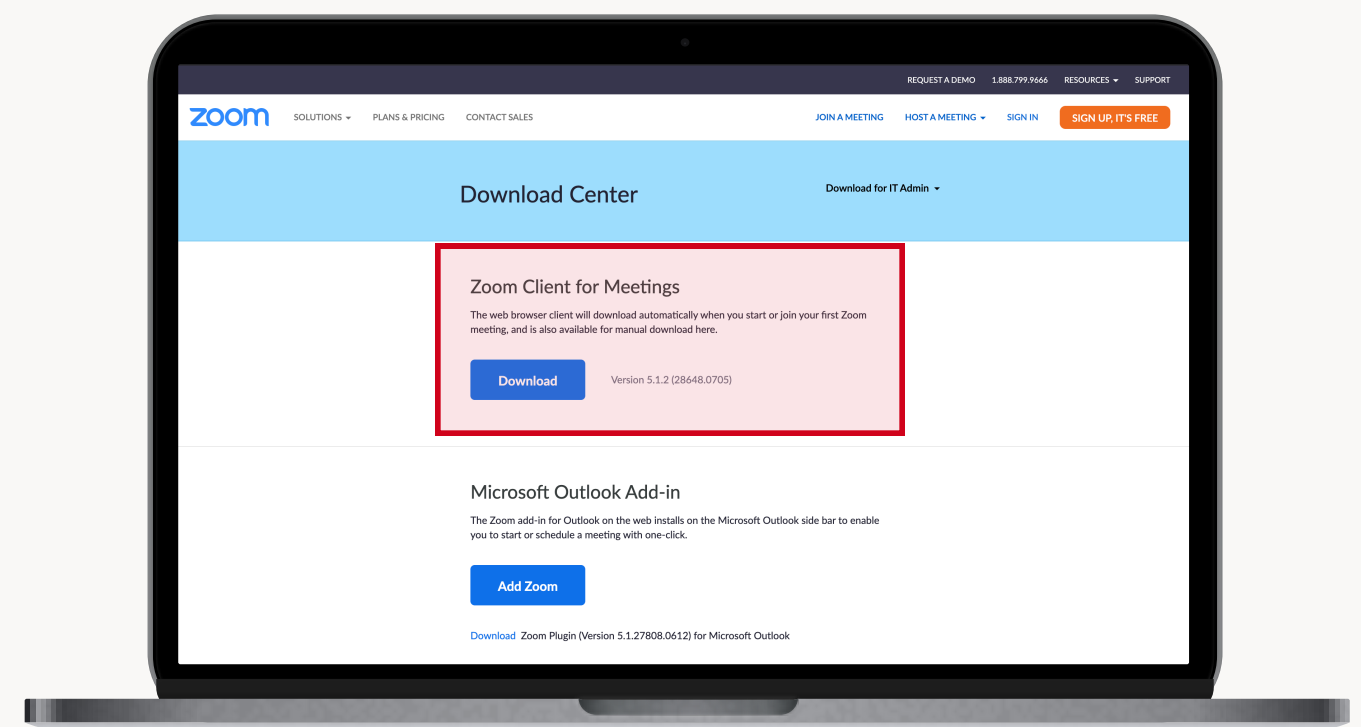 REQUEST A DEMO 1.888.799.9666 RESOURCES SUPPORT
zoom SOLUTIONS PLANS & PRICING CONTACT SALES JOIN A MEETING HOST A MEETING SIGN IN SIGN UP, IT'S FREE
Download Center Download for IT Admin
Zoom Client for Meetings
The web browser client will download automatically when you start or join your first Zoom
meeting, and is also available for manual download here.
Download Version 5.1.2 (28648.0705)
Microsoft Outlook Add-in
The Zoom add-in for Outlook on the web installs on the Microsoft Outlook side bar to enable
you to start or schedule a meeting with one-click.
Add Zoom
Download Zoom Plugin (Version 5.1.27808.0612) for Microsoft Outlook